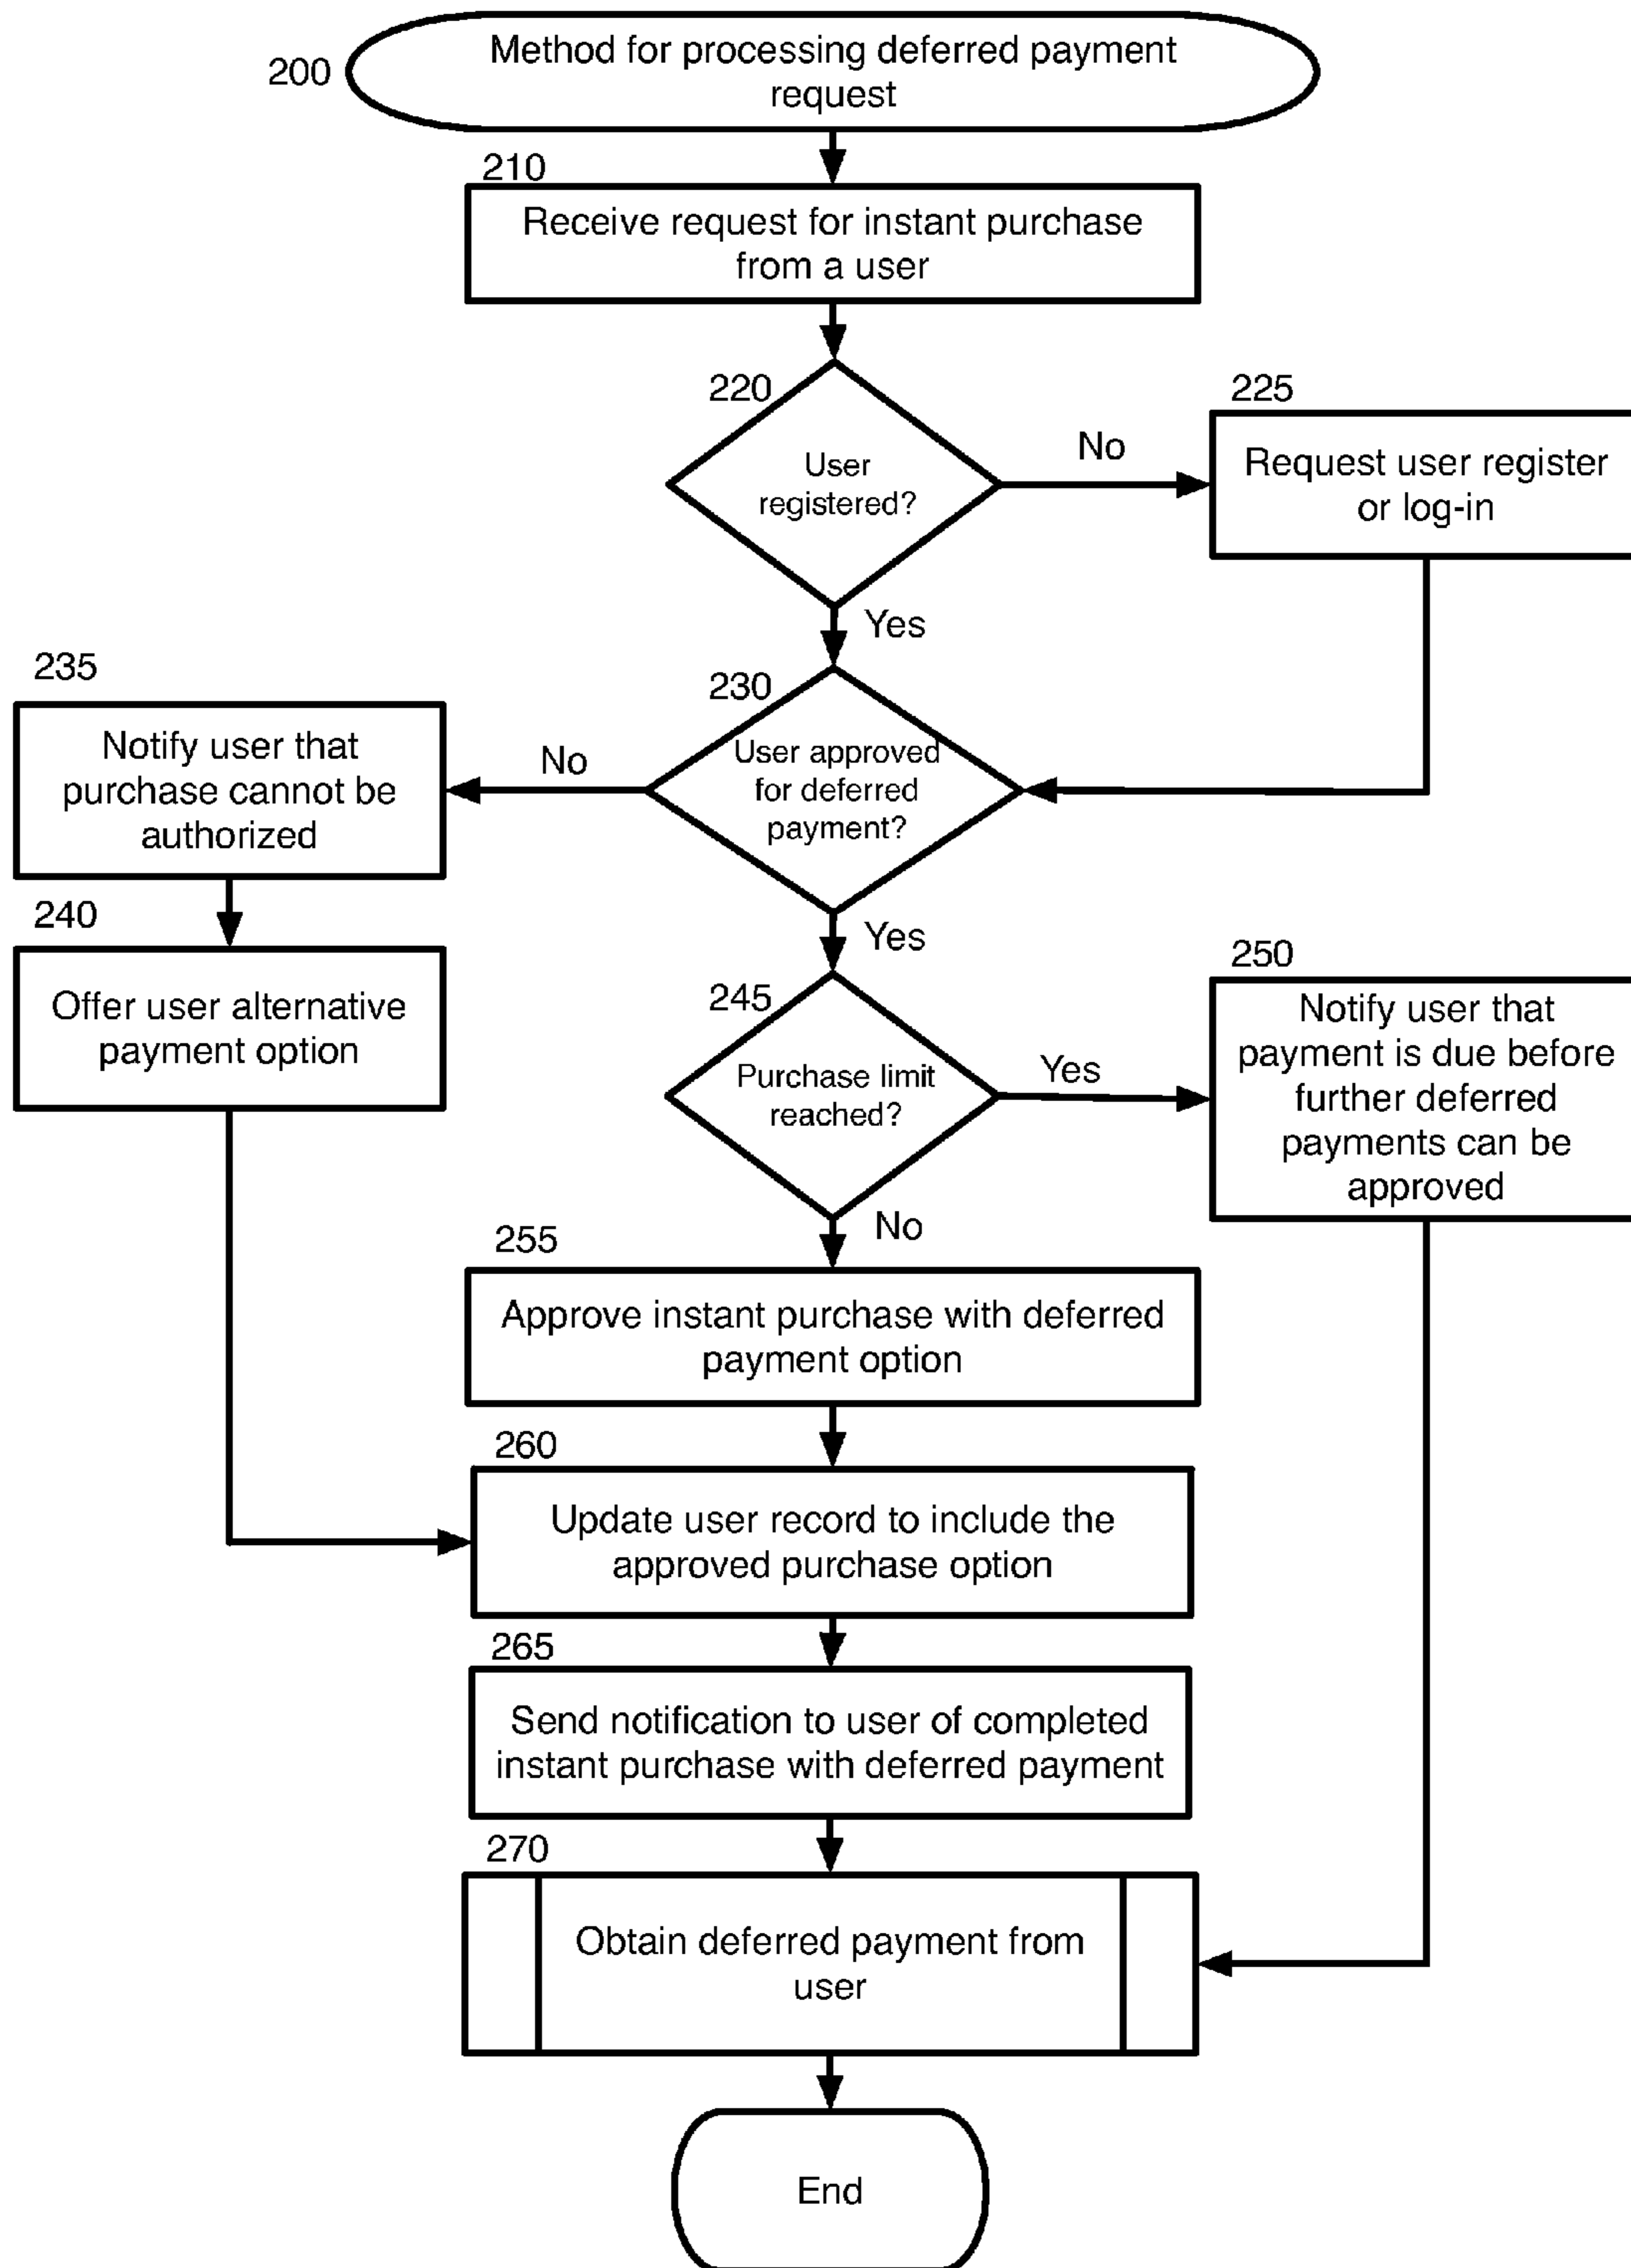 200
Method for processing deferred payment
request
210
Receive request for instant purchase
from a user
220
User
registered?
No
225
Request user register
or log-in
Yes
230
User approved
for deferred
payment?
No
235
Notify user that
purchase cannot be
authorized
240
Offer user alternative
payment option
Yes
245
Purchase limit
reached?
Yes
250
Notify user that
payment is due before
further deferred
payments can be
approved
No
255
Approve instant purchase with deferred
payment option
260
Update user record to include the
approved purchase option
265
Send notification to user of completed
instant purchase with deferred payment
270
Obtain deferred payment from
user
End